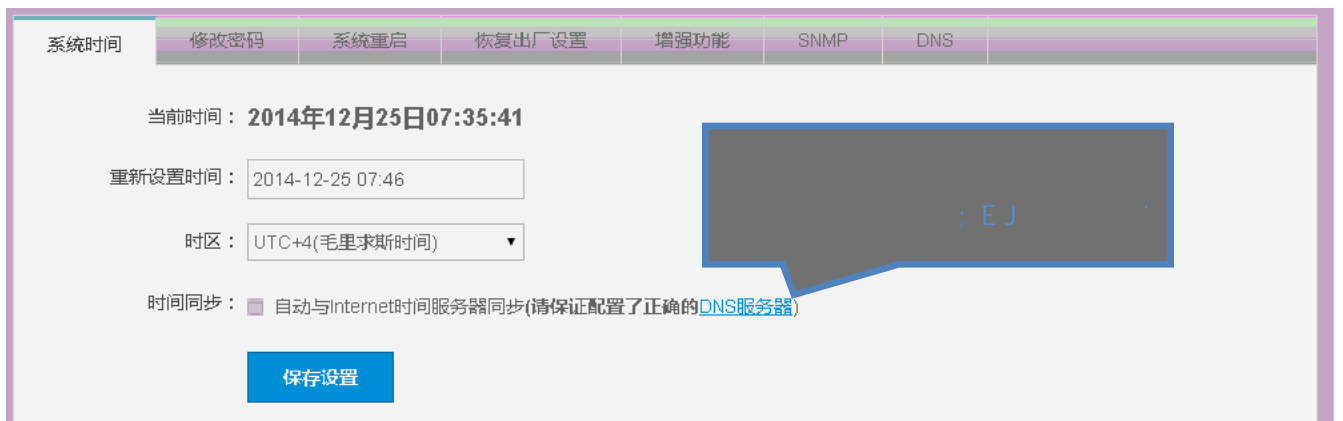 系统时间 修改密码 系统重启 恢复出厂设置 增强功能 SNMP DNS
当前时间： 2014年12月25日07:35:41
重新设置时间： 2014-12-25 07:46
; E J
时区： UTC+4(毛里求斯时间)
时间同步： 自动与Internet时间服务器同步(请保证配置了正确的DNS服务器)
保存设置